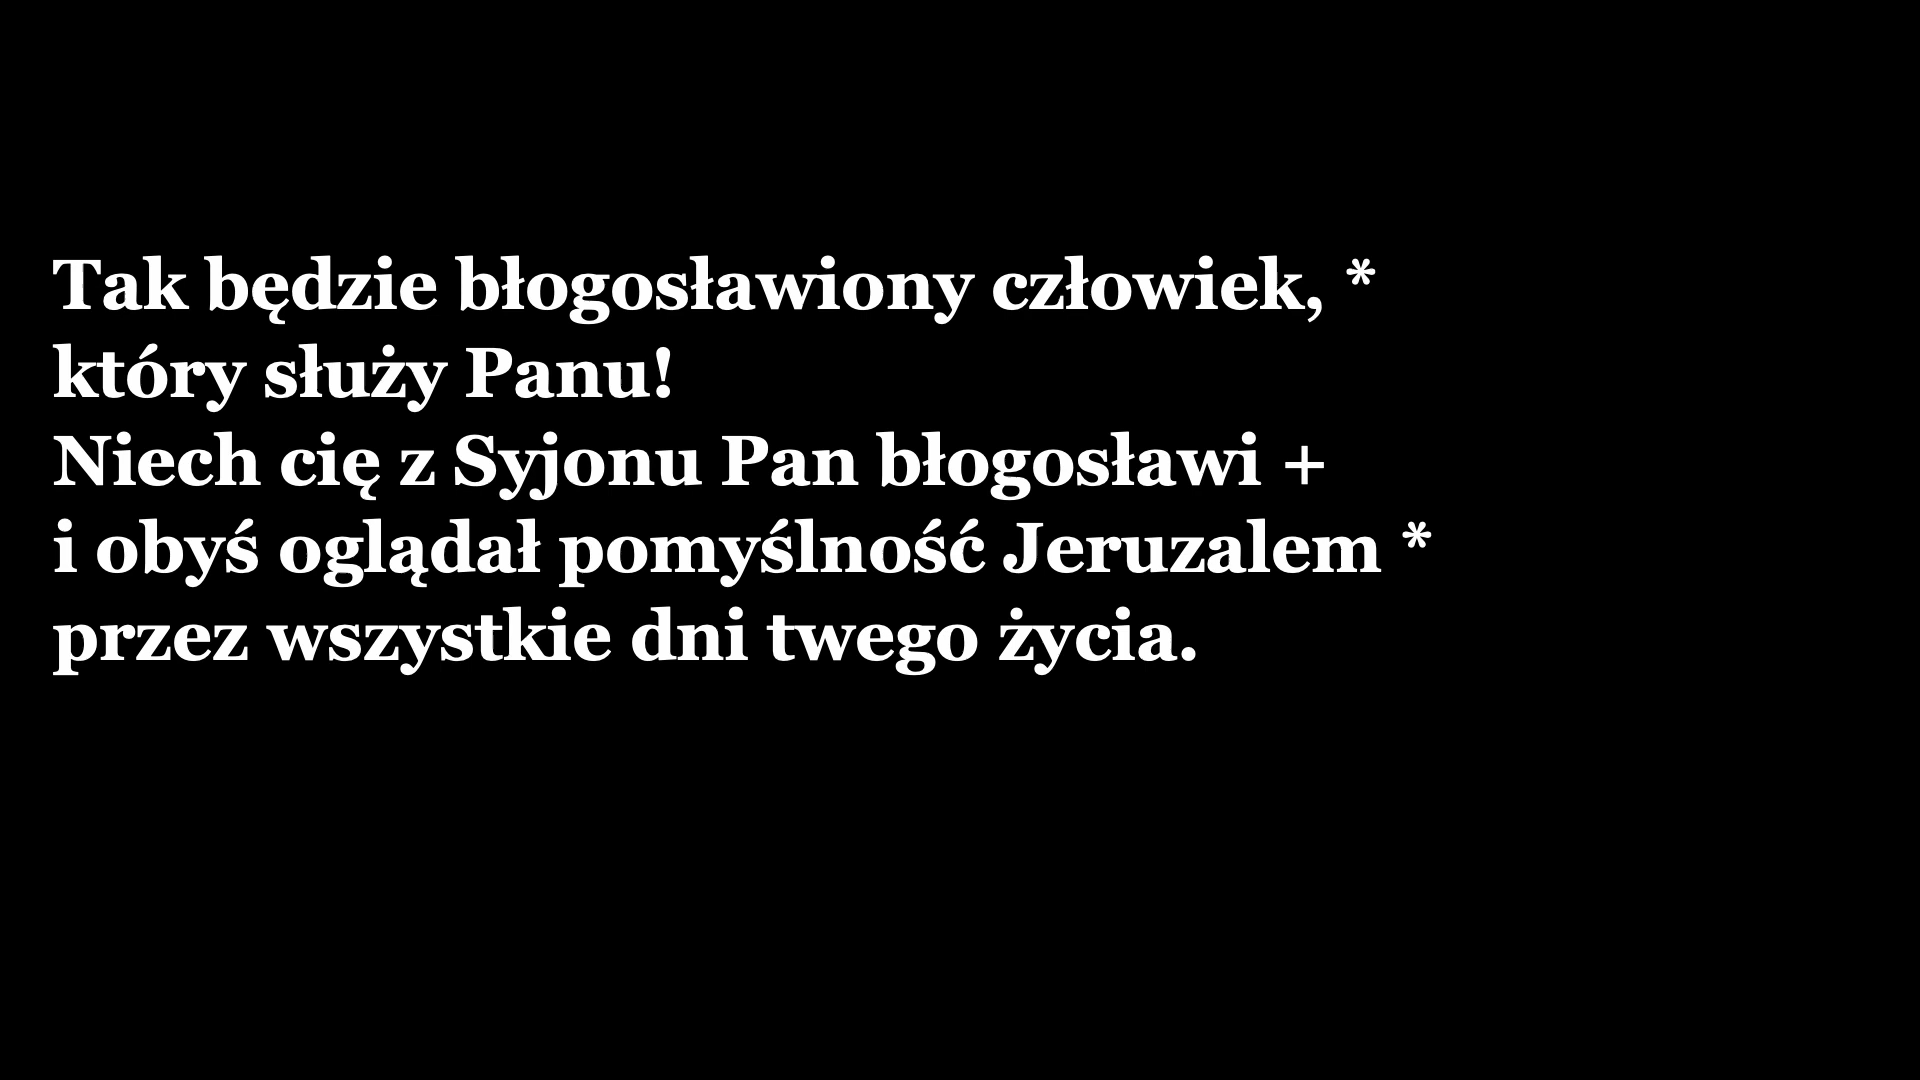 Tak będzie błogosławiony człowiek, *
który służy Panu!
Niech cię z Syjonu Pan błogosławi +
i obyś oglądał pomyślność Jeruzalem *
przez wszystkie dni twego życia.